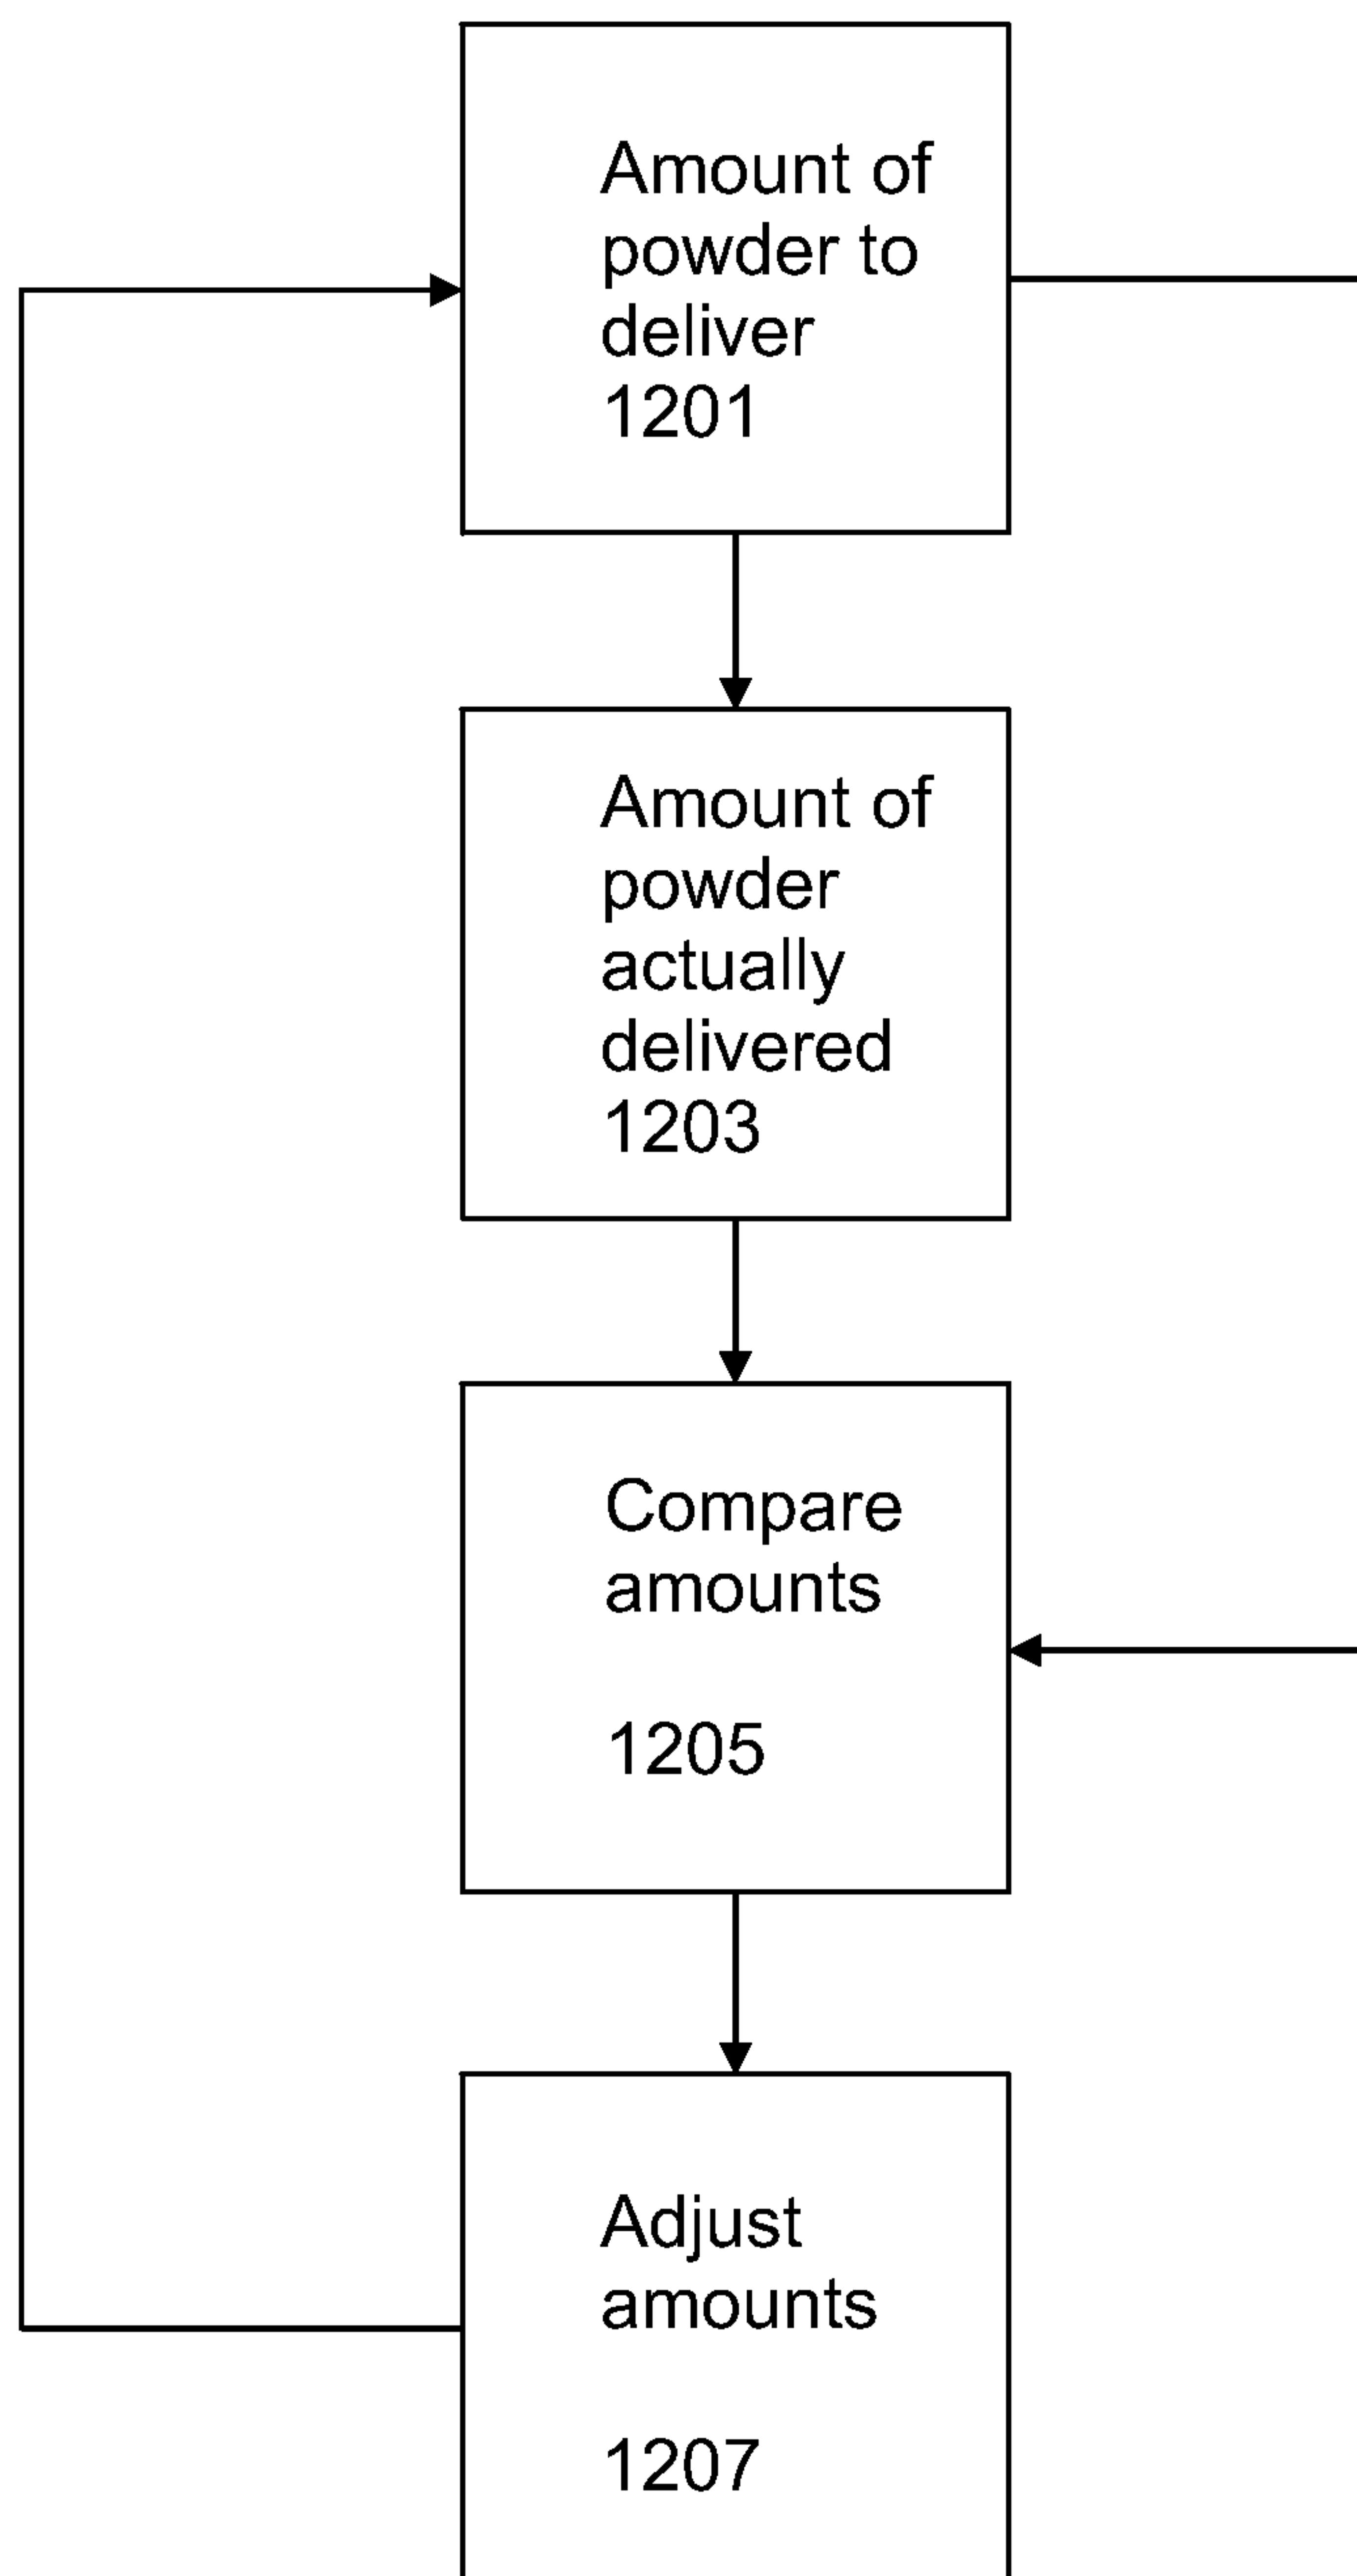 Amount of
powder to
deliver
1201
Amount of
powder
actually
delivered
1203
Compare
amounts
1205
Adjust
amounts
1207